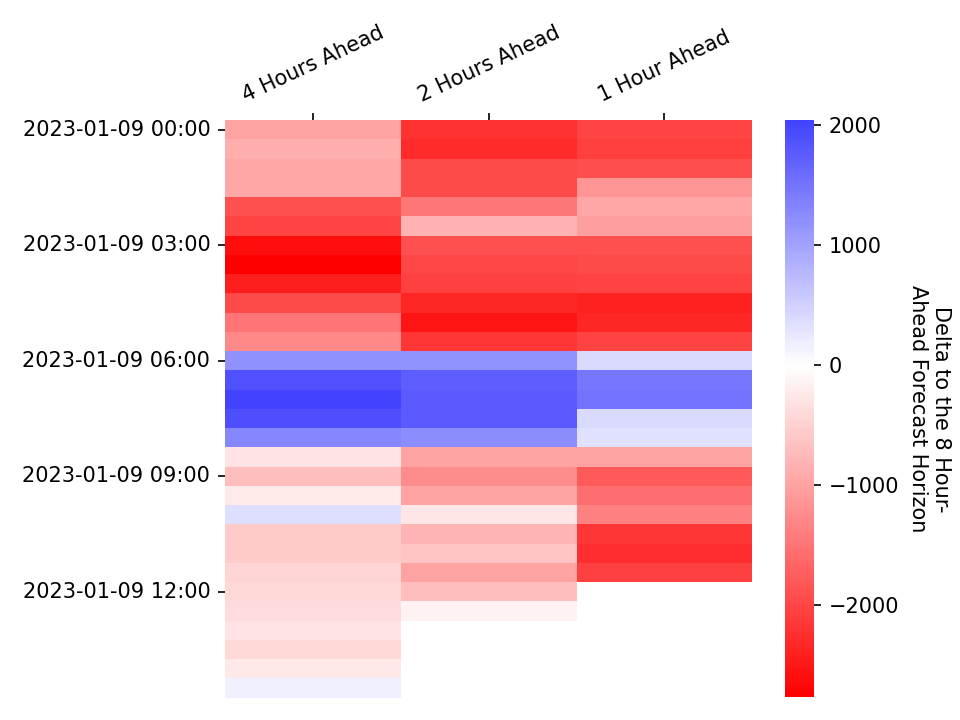 4 Hours Ahead
2 Hours Ahead
1 Hour Ahead
2023-01-09 00:00
2023-01-09 03:00
2023-01-09 06:00
2023-01-09 09:00
2023-01-09 12:00
2000
1000
0
−1000
−2000
Delta to the 8 Hour-
Ahead Forecast Horizon